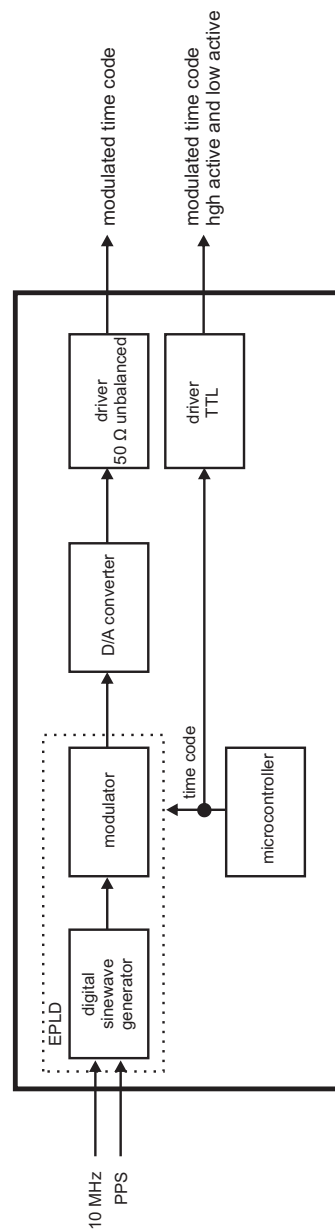 10 MHz
PPS
EPLD
digital
sinewave
generator
modulator
D/A converter
driver
50 Ω unbalanced
modulated time code
time code
microcontroller
driver
TTL
modulated time code
hgh active and low active